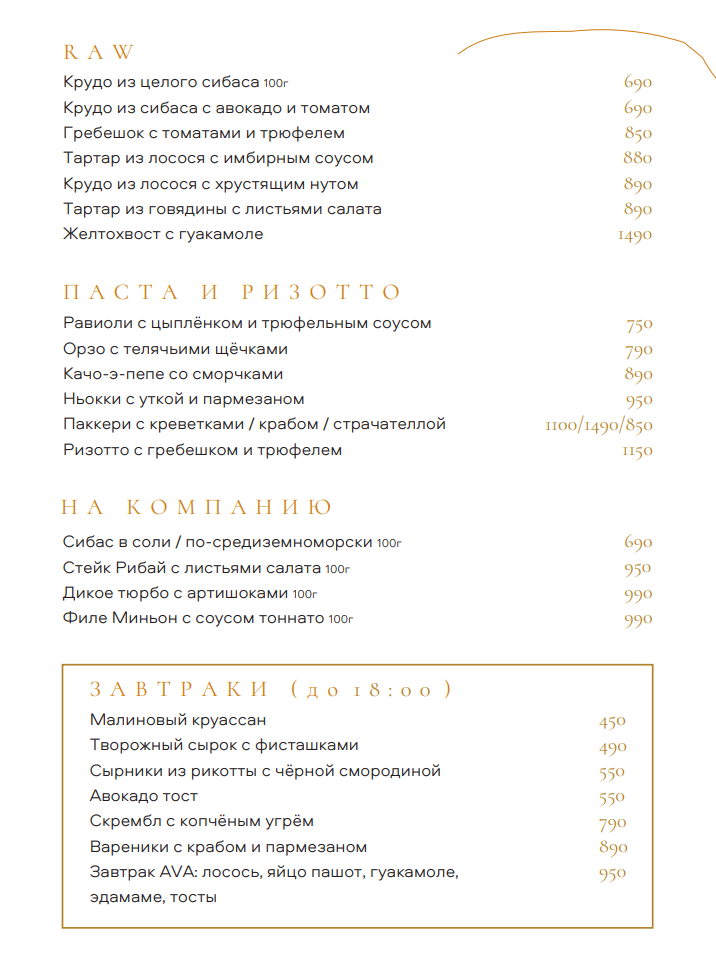 RAW
Крудо из целого сибаса 100г 690
Крудо из сибаса с авокадо и томатом 690
Гребешок с томатами и трюфелем 850
Тартар из лосося с имбирным соусом 880
Крудо из лосося с хрустящим нутом 890
Тартар из говядины с листьями салата 890
Желтохвост с гуакамоле 1490
ПАСТА И РИЗОТТО
Равиоли с цыплёнком и трюфельным соусом 750
Орзо с телячьими щёчками 790
Качо-э-пепе со сморчками 890
Ньокки с уткой и пармезаном 950
Паккери с креветками / крабом / страчателлой 1100/1490/850
Ризотто с гребешком и трюфелем 1150
НА КОМПАНИЮ
Сибас в соли / по-средиземноморски 100г 690
Стейк Рибай с листьями салата 100г 950
Дикое тюрбо с артишоками 100г 990
Филе Миньон с соусом тоннато 100г 990
ЗАВТРАКИ (до 18:00)
Малиновый круассан 450
Творожный сырок с фисташками 490
Сырники из рикотты с чёрной смородиной 550
Авокадо тост 550
Скрембл с копчёным угрём 790
Вареники с крабом и пармезаном 890
Завтрак AVA: лосось, яйцо пашот, гуакамоле, 950
эдамаме, тосты